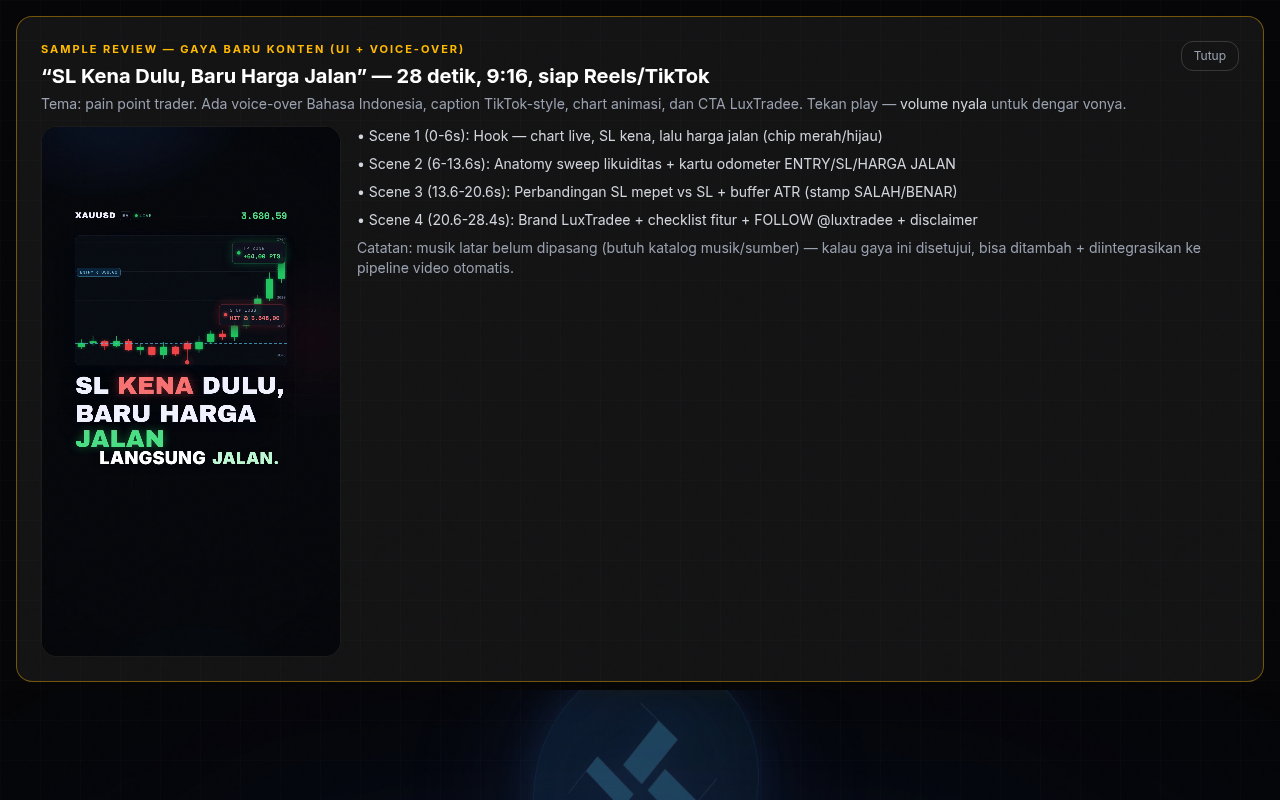 SAMPLE REVIEW — GAYA BARU KONTEN (UI + VOICE-OVER)
Tutup
“SL Kena Dulu, Baru Harga Jalan” — 28 detik, 9:16, siap Reels/TikTok
Tema: pain point trader. Ada voice-over Bahasa Indonesia, caption TikTok-style, chart animasi, dan CTA LuxTradee. Tekan play — volume nyala untuk dengar vonya.
XAUUSD
LIVE
3.680,59
+64,00 PTS
HIT @ 3.348,00
SL KENA DULU,
BARU HARGA
JALAN
LANGSUNG JALAN.
• Scene 1 (0-6s): Hook — chart live, SL kena, lalu harga jalan (chip merah/hijau)
• Scene 2 (6-13.6s): Anatomy sweep likuiditas + kartu odometer ENTRY/SL/HARGA JALAN
• Scene 3 (13.6-20.6s): Perbandingan SL mepet vs SL + buffer ATR (stamp SALAH/BENAR)
• Scene 4 (20.6-28.4s): Brand LuxTradee + checklist fitur + FOLLOW @luxtradee + disclaimer
Catatan: musik latar belum dipasang (butuh katalog musik/sumber) — kalau gaya ini disetujui, bisa ditambah + diintegrasikan ke
pipeline video otomatis.